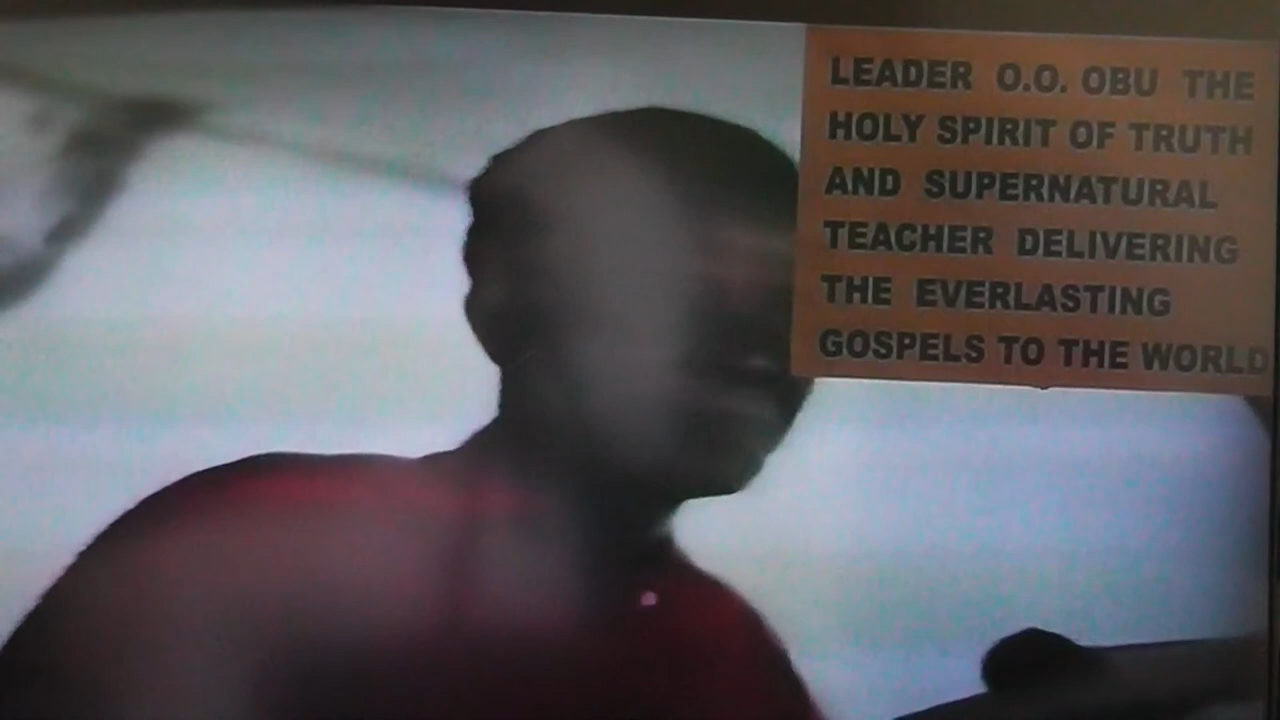 LEADER O.O. OBU THE
HOLY SPIRIT OF TRUTH
AND SUPERNATURAL
TEACHER DELIVERING
THE EVERLASTING
GOSPELS TO THE WORLD